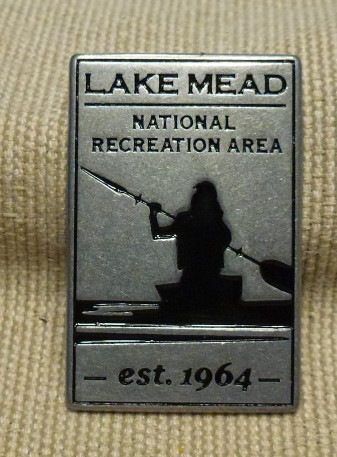 LAKE MEAD
NATIONAL
RECREATION AREA
– est. 1964 –